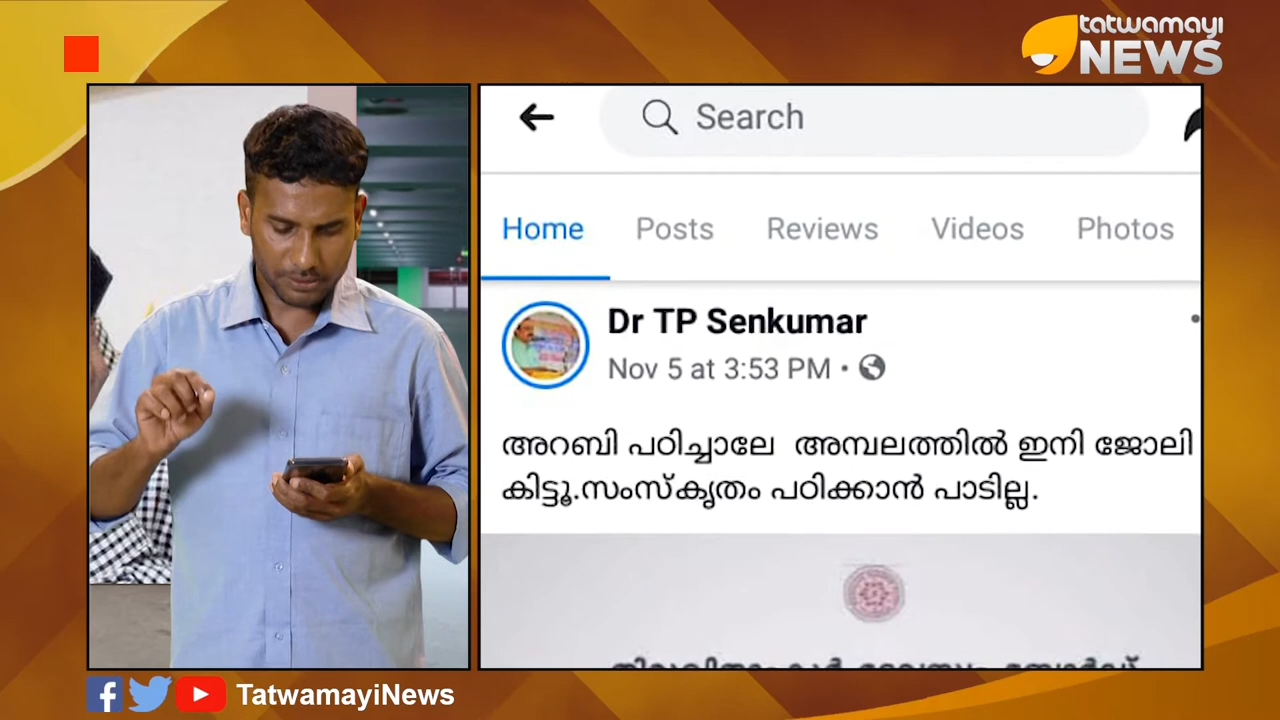 tatwamayi
NEWS
Search
Home Posts Reviews Videos Photos
Dr TP Senkumar
Nov 5 at 3:53 PM
അറബി പഠിച്ചാലേ അമ്പലത്തിൽ ഇനി ജോലി
കിട്ടൂ.സംസ്കൃതം പഠിക്കാൻ പാടില്ല.
TatwamayiNews